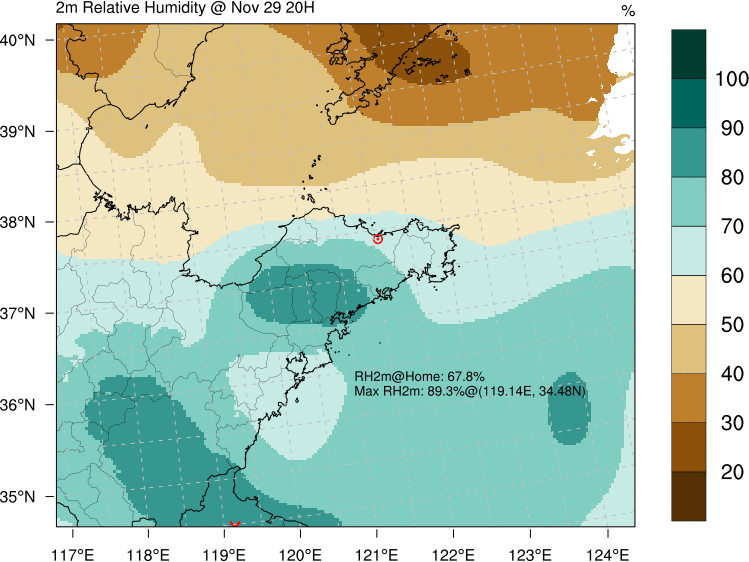 2m Relative Humidity @ Nov 29 20H
%
40°N
39°N
38°N
37°N
36°N
35°N
RH2m@Home: 67.8%
Max RH2m: 89.3%@(119.14E, 34.48N)
117°E 118°E 119°E 120°E 121°E 122°E 123°E 124°E
100
90
80
70
60
50
40
30
20